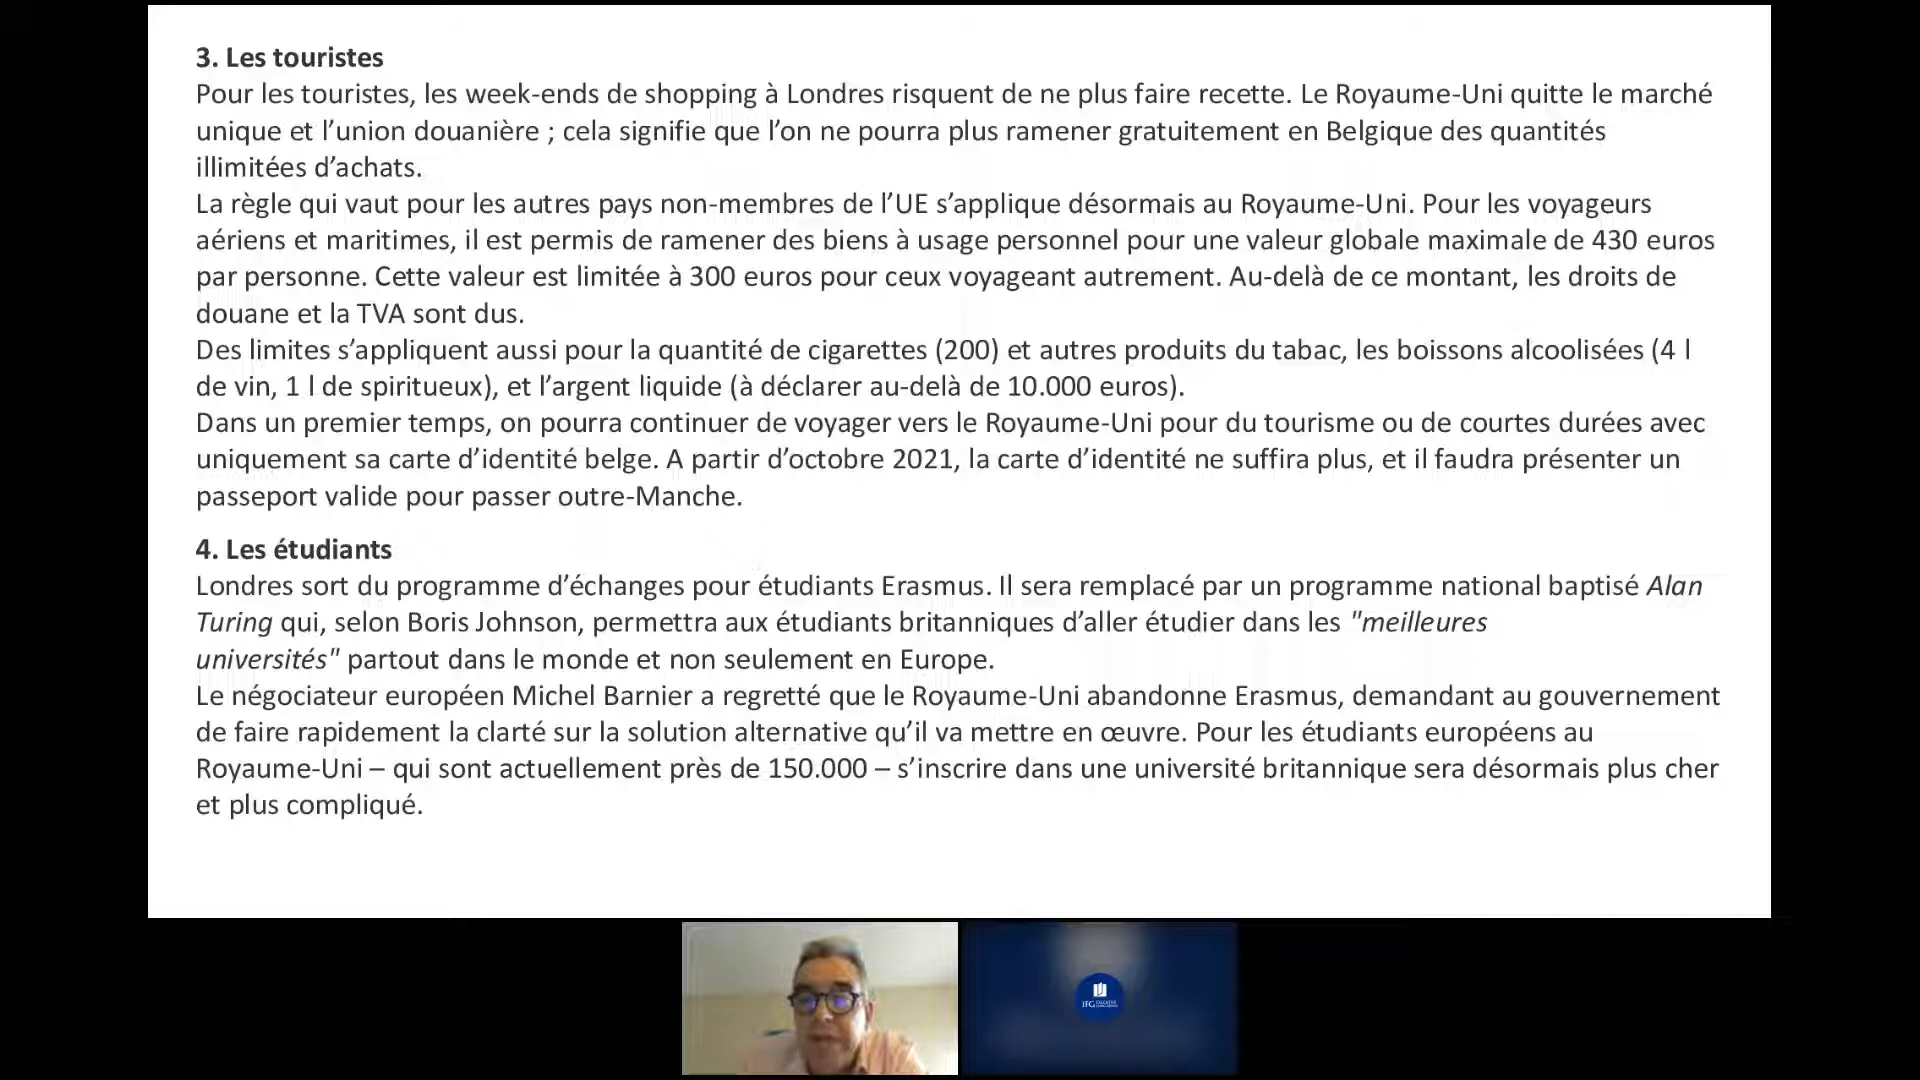 3. Les touristes
Pour les touristes, les week-ends de shopping à Londres risquent de ne plus faire recette. Le Royaume-Uni quitte le marché
unique et l’union douanière ; cela signifie que l’on ne pourra plus ramener gratuitement en Belgique des quantités
illimitées d’achats.
La règle qui vaut pour les autres pays non-membres de l’UE s’applique désormais au Royaume-Uni. Pour les voyageurs
aériens et maritimes, il est permis de ramener des biens à usage personnel pour une valeur globale maximale de 430 euros
par personne. Cette valeur est limitée à 300 euros pour ceux voyageant autrement. Au-delà de ce montant, les droits de
douane et la TVA sont dus.
Des limites s’appliquent aussi pour la quantité de cigarettes (200) et autres produits du tabac, les boissons alcoolisées (4 l
de vin, 1 l de spiritueux), et l’argent liquide (à déclarer au-delà de 10.000 euros).
Dans un premier temps, on pourra continuer de voyager vers le Royaume-Uni pour du tourisme ou de courtes durées avec
uniquement sa carte d’identité belge. A partir d’octobre 2021, la carte d’identité ne suffira plus, et il faudra présenter un
passeport valide pour passer outre-Manche.
4. Les étudiants
Londres sort du programme d’échanges pour étudiants Erasmus. Il sera remplacé par un programme national baptisé Alan
Turing qui, selon Boris Johnson, permettra aux étudiants britanniques d’aller étudier dans les "meilleures
universités" partout dans le monde et non seulement en Europe.
Le négociateur européen Michel Barnier a regretté que le Royaume-Uni abandonne Erasmus, demandant au gouvernement
de faire rapidement la clarté sur la solution alternative qu’il va mettre en œuvre. Pour les étudiants européens au
Royaume-Uni – qui sont actuellement près de 150.000 – s’inscrire dans une université britannique sera désormais plus cher
et plus compliqué.